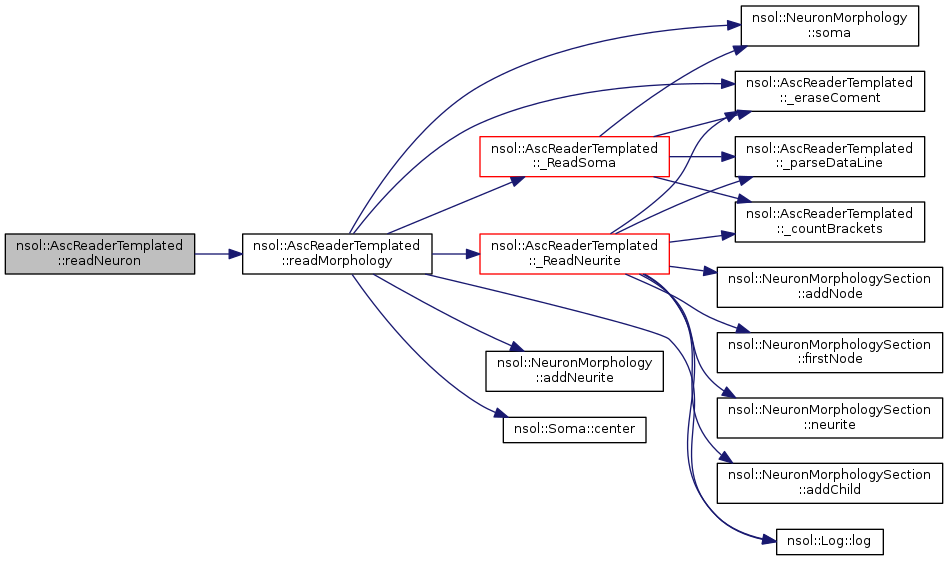 nsol::AscReaderTemplated
::readNeuron
nsol::AscReaderTemplated
::readMorphology
nsol::AscReaderTemplated
::_ReadSoma
nsol::AscReaderTemplated
::_ReadNeurite
nsol::NeuronMorphology
::addNeurite
nsol::Soma::center
nsol::NeuronMorphology
::soma
nsol::AscReaderTemplated
::_eraseComent
nsol::AscReaderTemplated
::_parseDataLine
nsol::AscReaderTemplated
::_countBrackets
nsol::NeuronMorphologySection
::addNode
nsol::NeuronMorphologySection
::firstNode
nsol::NeuronMorphologySection
::neurite
nsol::NeuronMorphologySection
::addChild
nsol::Log::log